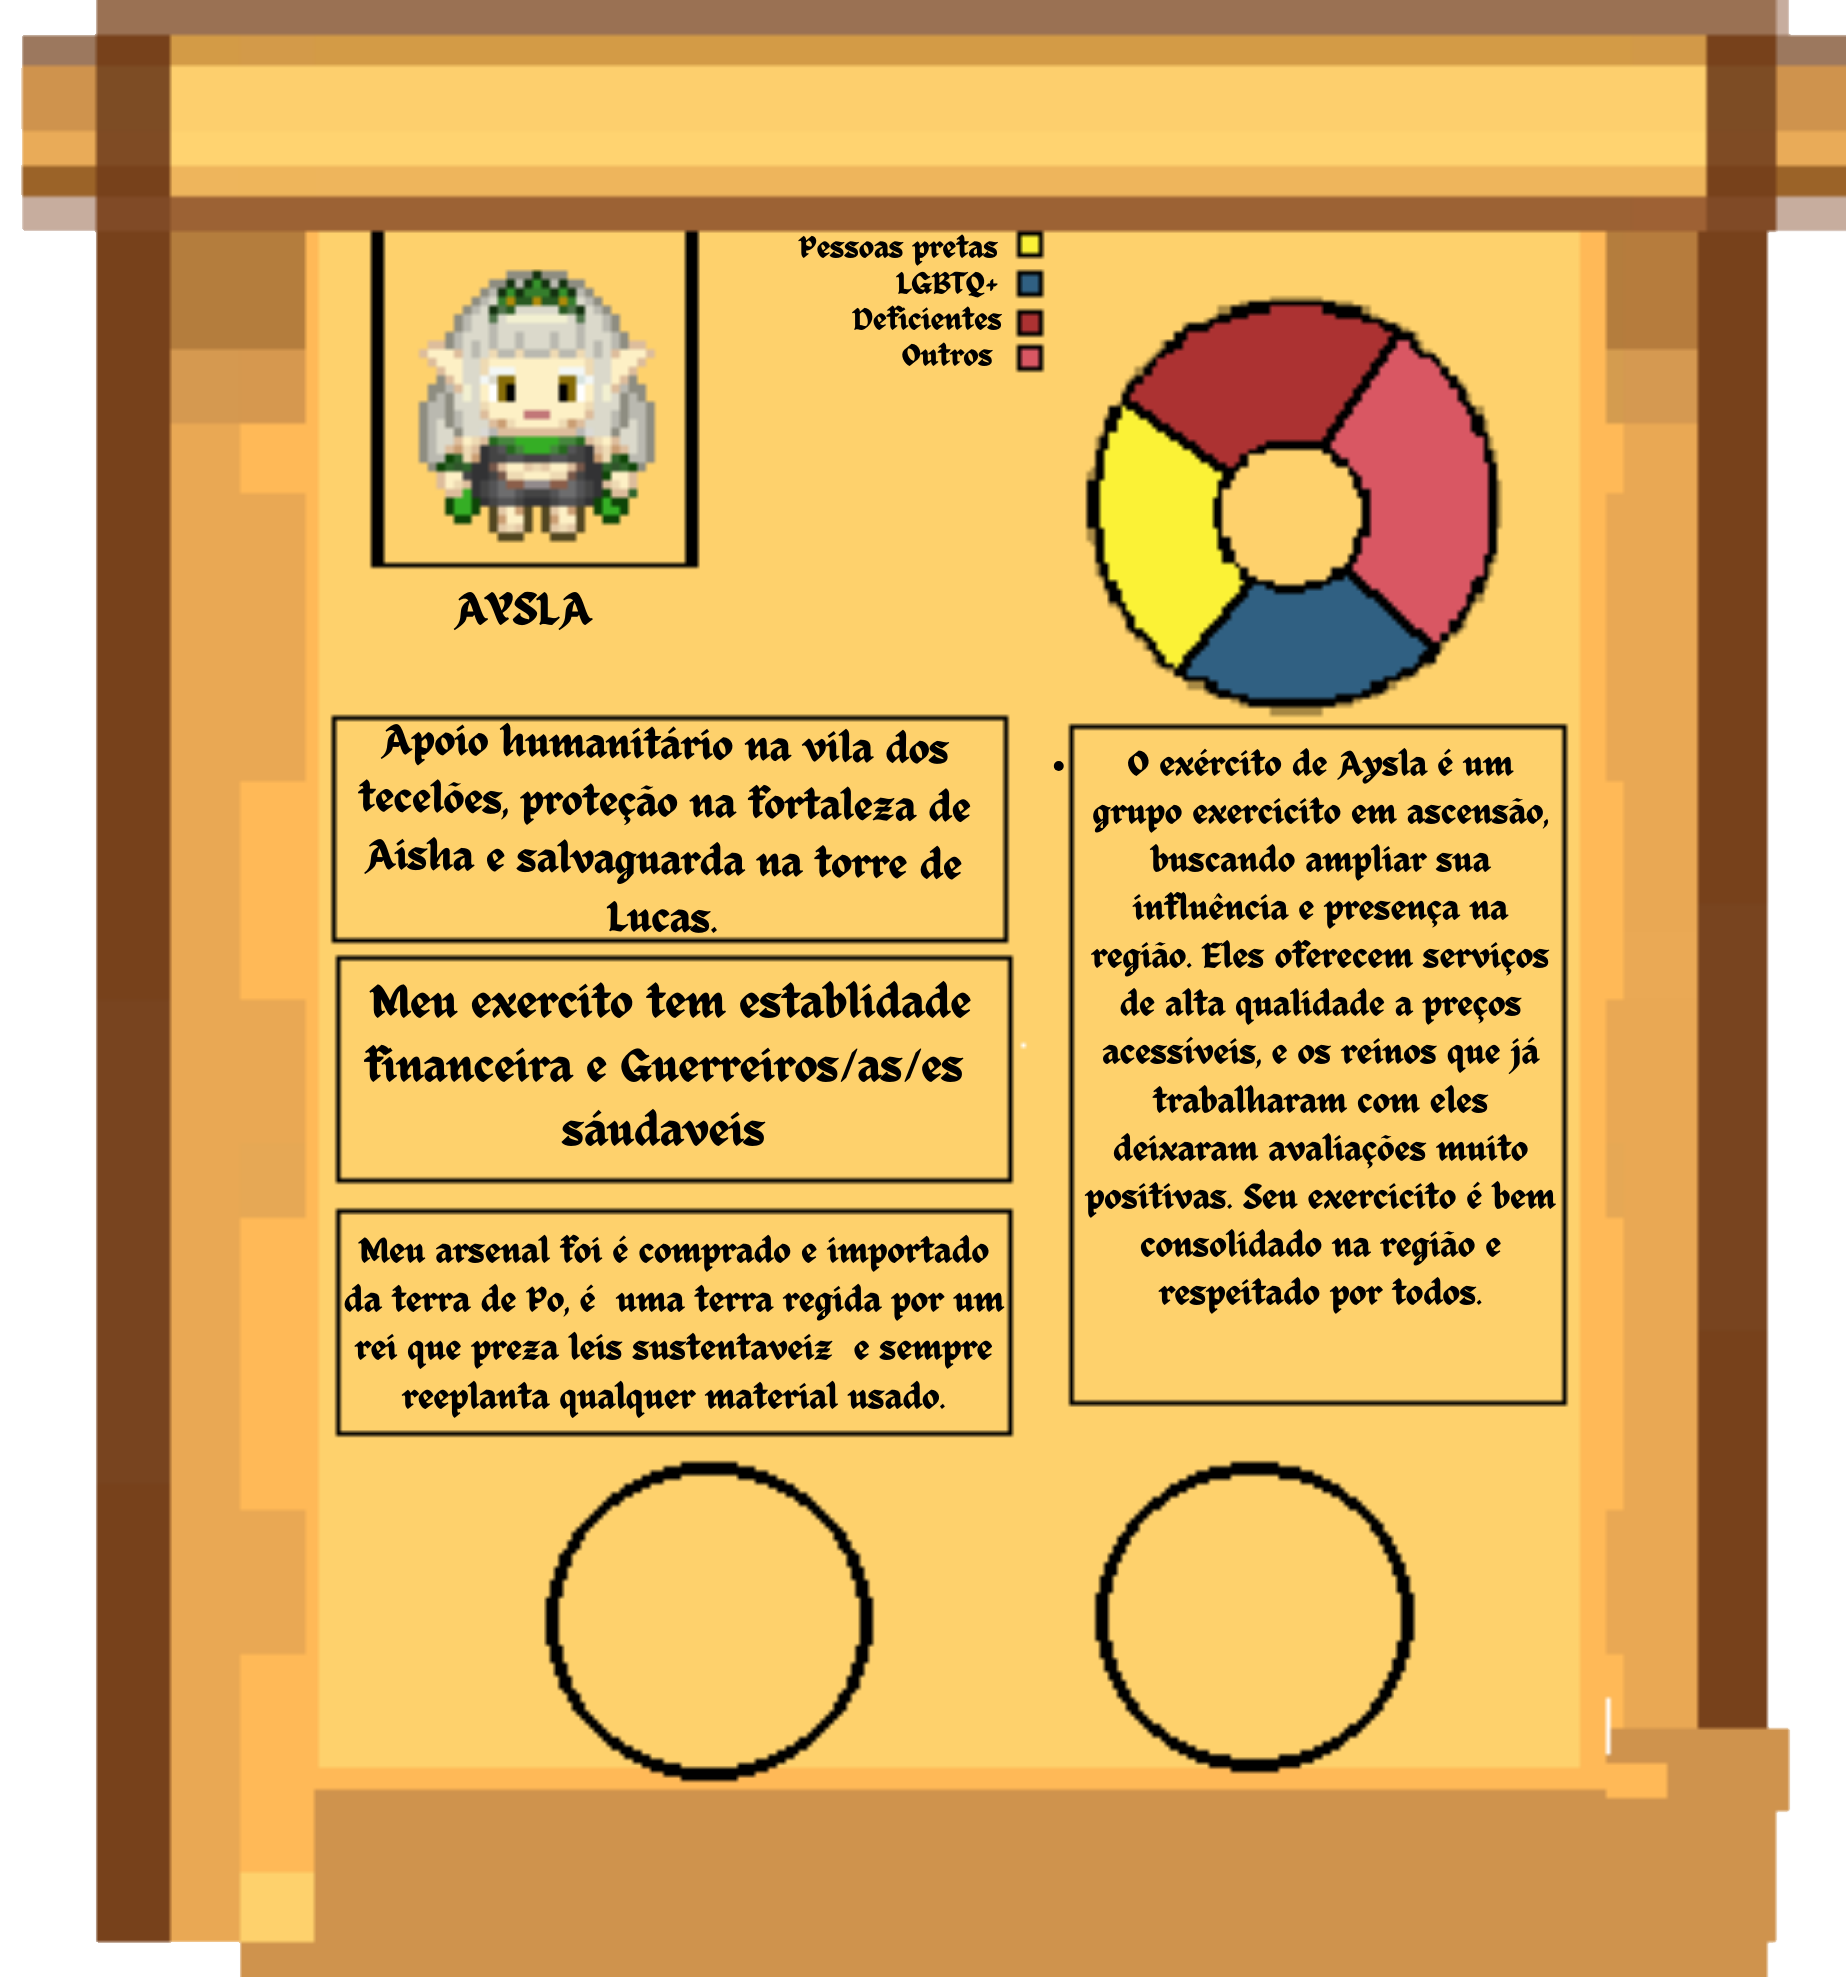 Pessoas pretas
LGBTQ+
Deficientes
Outros
AYSLA
Apoio humanitário na vila dos
tecelões, proteção na fortaleza de
Aisha e salvaguarda na torre de
Lucas.
Meu exercito tem establidade
financeira e Guerreiros/as/es
sáudaveis
Meu arsenal foi é comprado e importado
da terra de Po, é uma terra regida por um
rei que preza leis sustentaveiz e sempre
reeplanta qualquer material usado.
• O exército de Aysla é um
grupo exercicito em ascensão,
buscando ampliar sua
influência e presença na
região. Eles oferecem serviços
de alta qualidade a preços
acessíveis, e os reinos que já
trabalharam com eles
deixaram avaliações muito
positivas. Seu exercicito é bem
consolidado na região e
respeitado por todos.